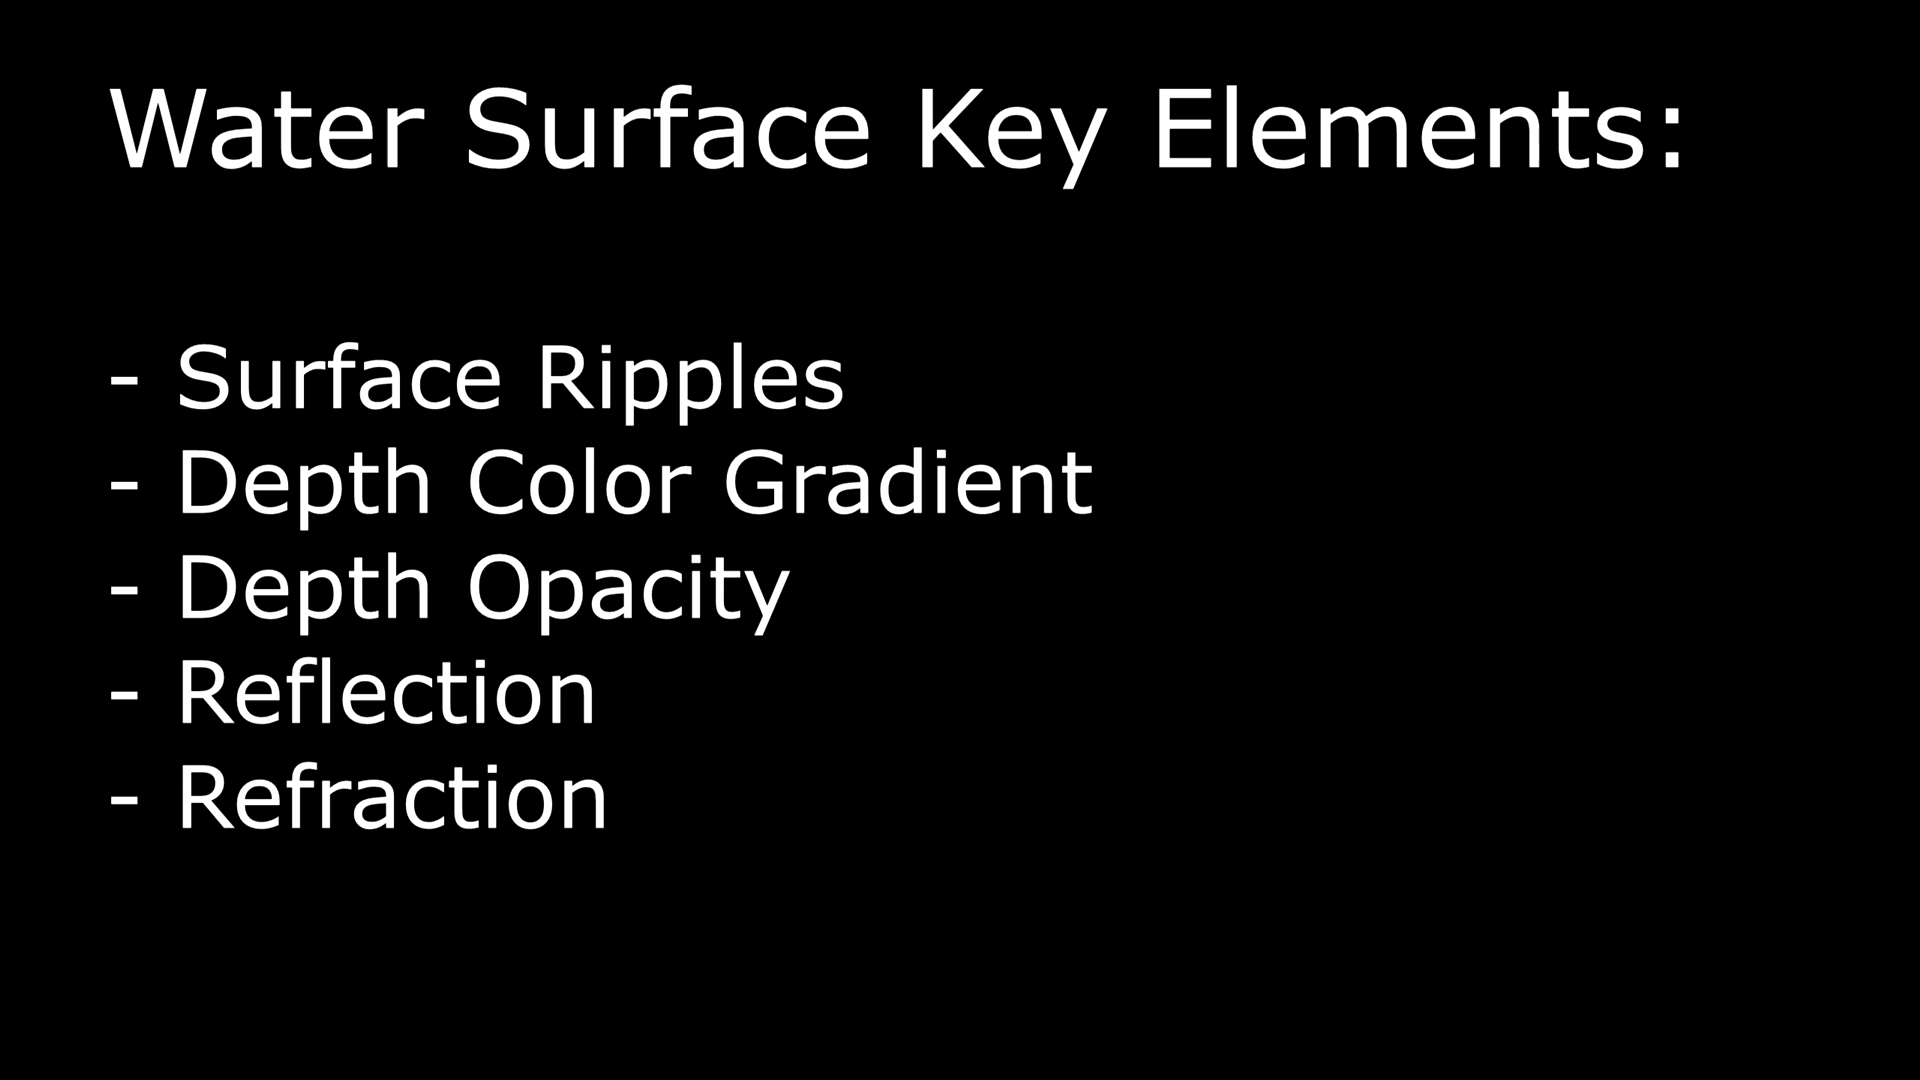 Water Surface Key Elements:
- Surface Ripples
- Depth Color Gradient
- Depth Opacity
- Reflection
- Refraction